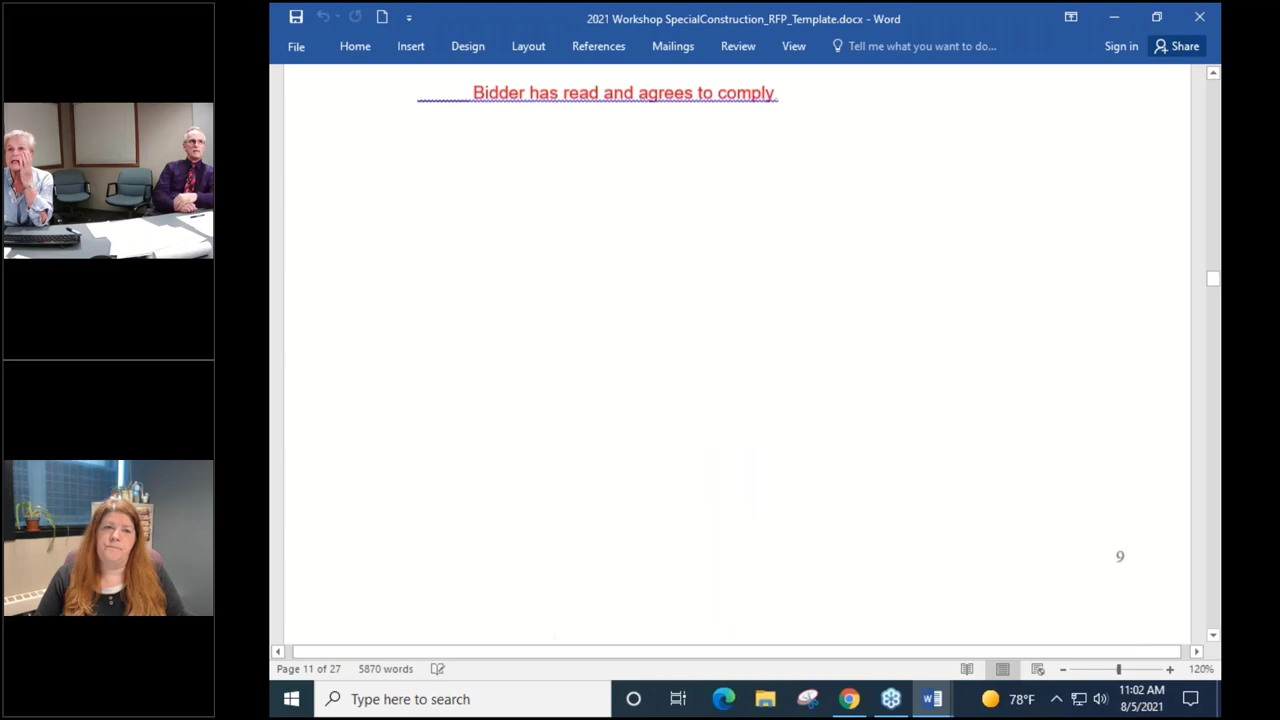 2021 Workshop SpecialConstruction_RFP_Template.docx - Word
File Home Insert Design Layout References Mailings Review View Tell me what you want to do... Sign in Share
______Bidder has read and agrees to comply.
9
Page 11 of 27 5870 words 120%
Type here to search 78°F 11:02 AM
8/5/2021